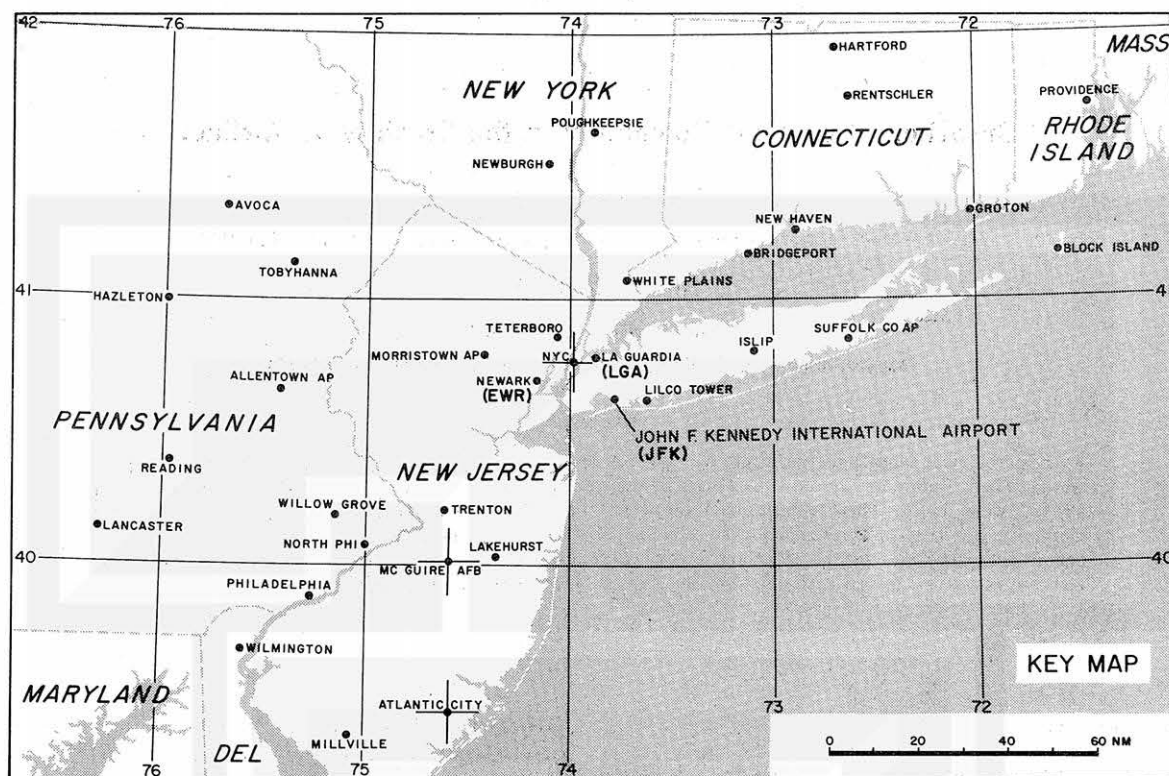 42
76
75
74
73
72
HARTFORD
MASS
NEW YORK
RENTSCHLER
PROVIDENCE
POUGHKEEPSIE
CONNECTICUT
RHODE
ISLAND
NEWBURGH
AVOCA
GROTON
NEW HAVEN
BLOCK ISLAND
BRIDGEPORT
TOBYHANNA
WHITE PLAINS
41
HAZLETON
4
TETERBORO
SUFFOLK CO AP
ISLIP
MORRISTOWN AP
NYC
LA GUARDIA
(LGA)
ALLENTOWN AP
NEWARK
(EWR)
LILCO TOWER
PENNSYLVANIA
JOHN F. KENNEDY INTERNATIONAL AIRPORT
(JFK)
READING
NEW JERSEY
WILLOW GROVE
TRENTON
LANCASTER
NORTH PHI
LAKEHURST
40
40
MC GUIRE AFB
PHILADELPHIA
WILMINGTON
KEY MAP
MARYLAND
ATLANTIC CITY
73
72
MILLVILLE
DEL
0 10 20 30 40 50 60 NM
76
75
74